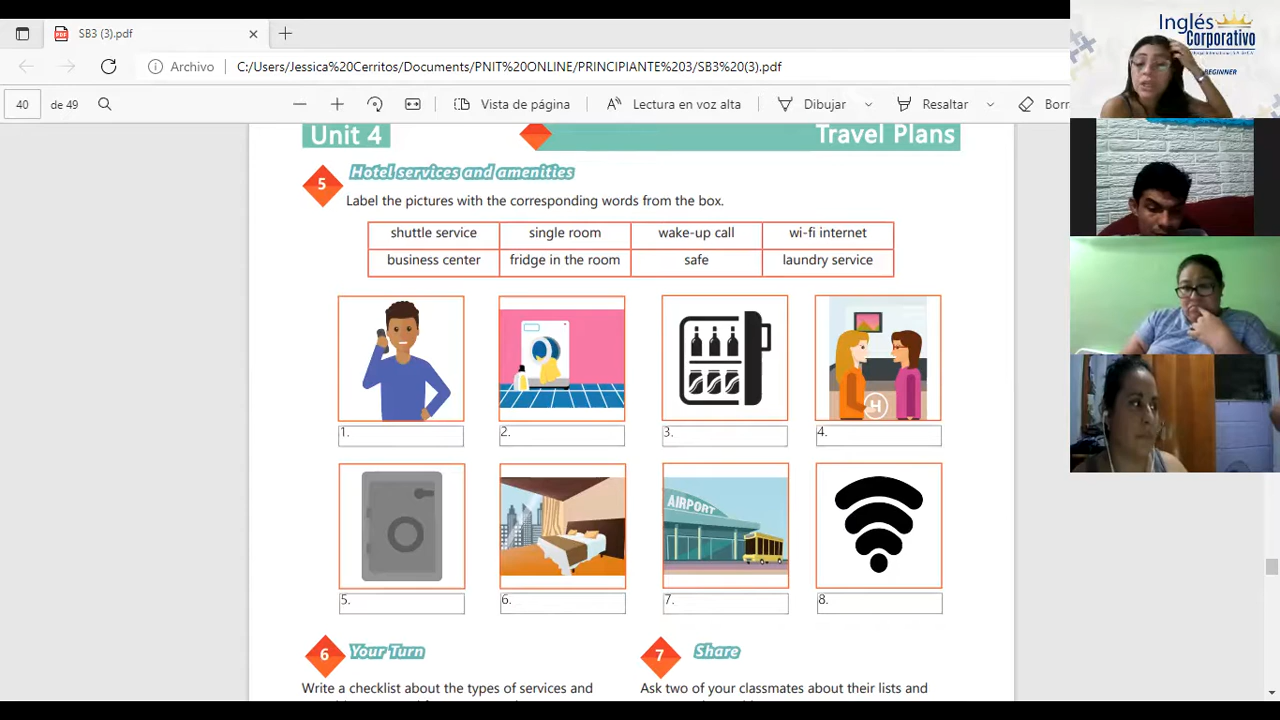 SB3 (3).pdf
Archivo
C:/Users/Jessica%20Cerritos/Documents/PN
ONLINE/PRINCIPIANTE%203/SB3%20(3).pdf
40 de 49
Vista de página
Lectura en voz alta
Dibujar
Resaltar
Borr
Inglés
Corporativo
BEGINNER
Unit 4
Travel Plans
5 Hotel services and amenities
Label the pictures with the corresponding words from the box.
shuttle service single room wake-up call wi-fi internet
business center fridge in the room safe laundry service
H
1. 2. 3. 4.
AIRPORT
5. 6. 7. 8.
6 Your Turn
7 Share
Write a checklist about the types of services and
Ask two of your classmates about their lists and